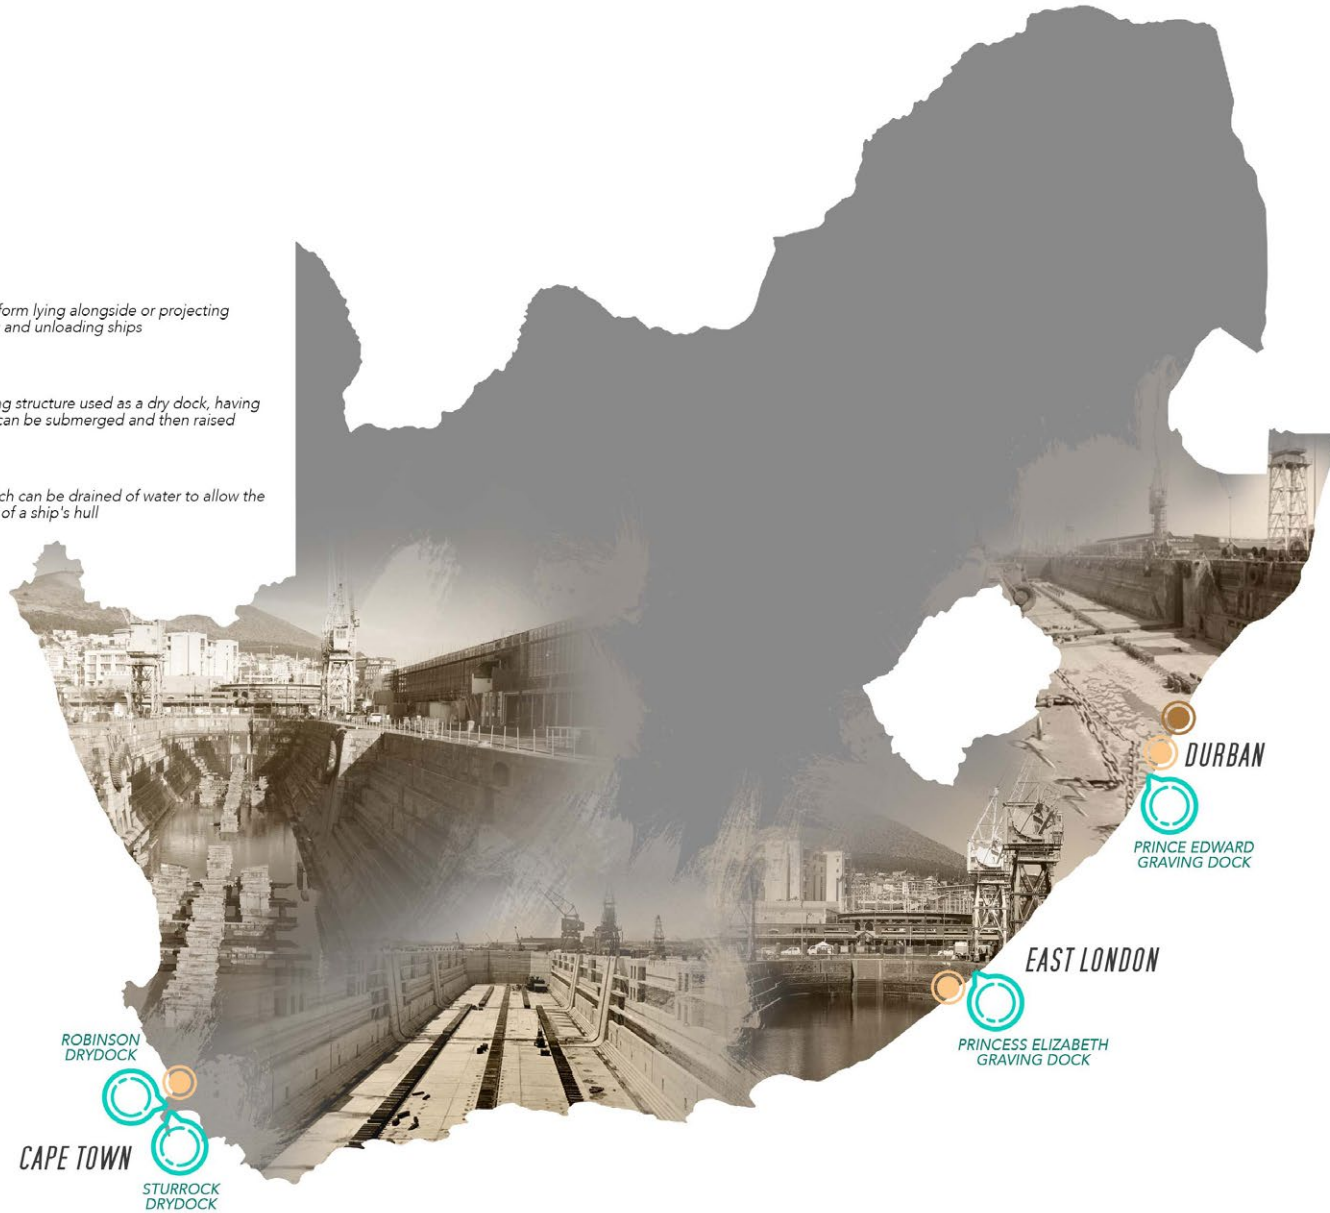 form lying alongside or projecting
and unloading ships
structure used as a dry dock, having
can be submerged and then raised
can be drained of water to allow the
of a ship's hull
DURBAN
PRINCE EDWARD
GRAVING DOCK
EAST LONDON
PRINCESS ELIZABETH
GRAVING DOCK
ROBINSON
DRYDOCK
CAPE TOWN
STURROCK
DRYDOCK